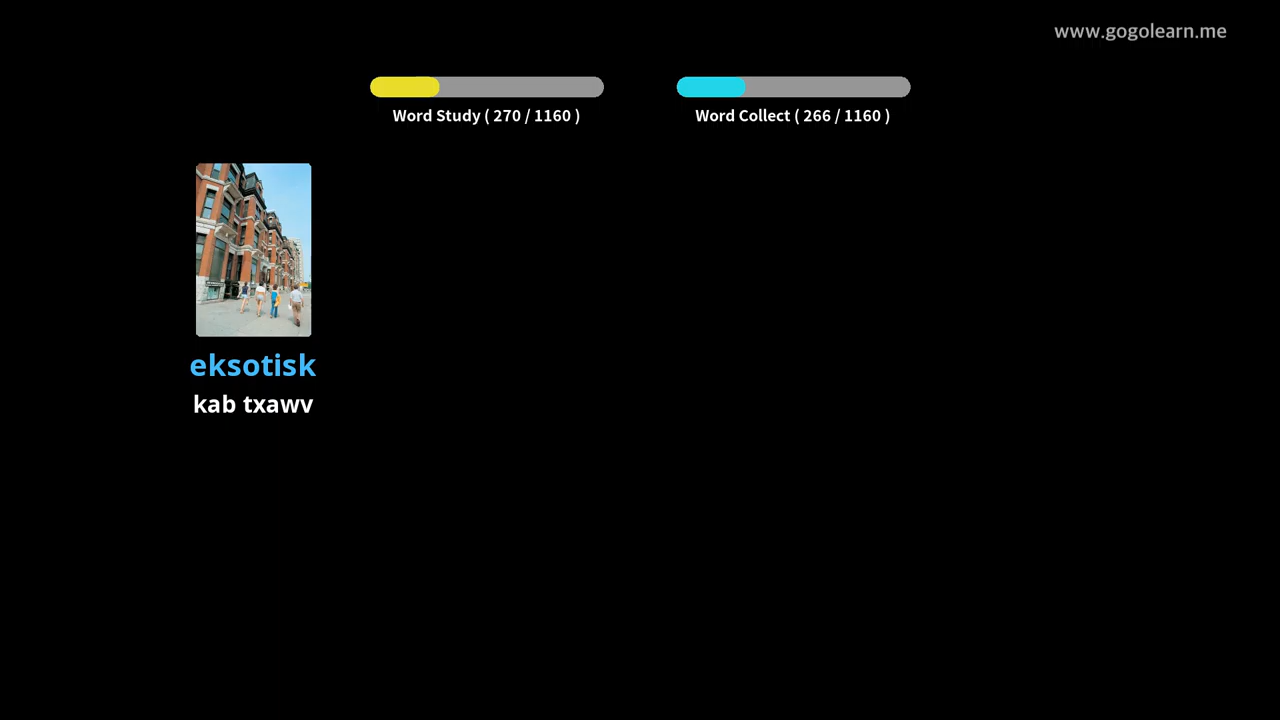 www.gogolearn.me
Word Study ( 270 / 1160 )
Word Collect ( 266 / 1160 )
eksotisk
kab txawv